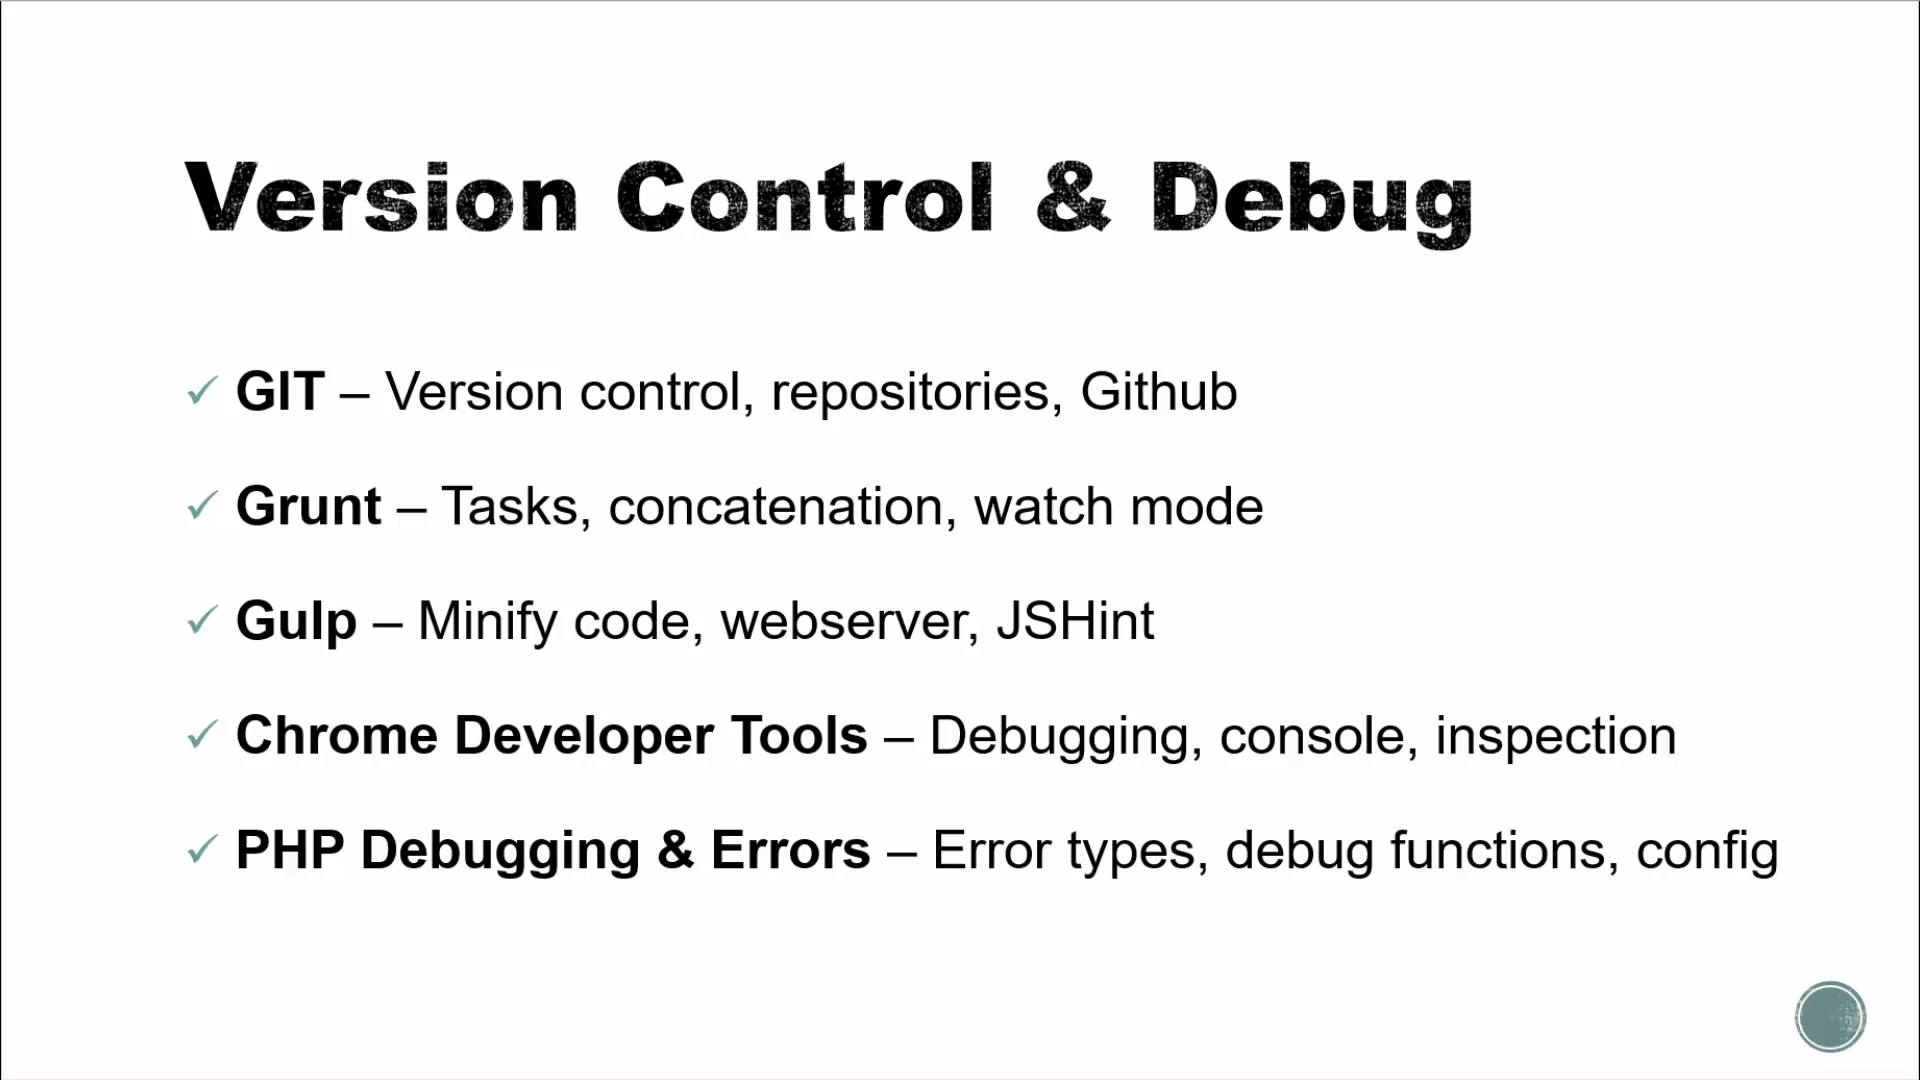 Version Control & Debug
✓ GIT – Version control, repositories, Github
✓ Grunt – Tasks, concatenation, watch mode
✓ Gulp – Minify code, webserver, JSHint
✓ Chrome Developer Tools – Debugging, console, inspection
✓ PHP Debugging & Errors – Error types, debug functions, config